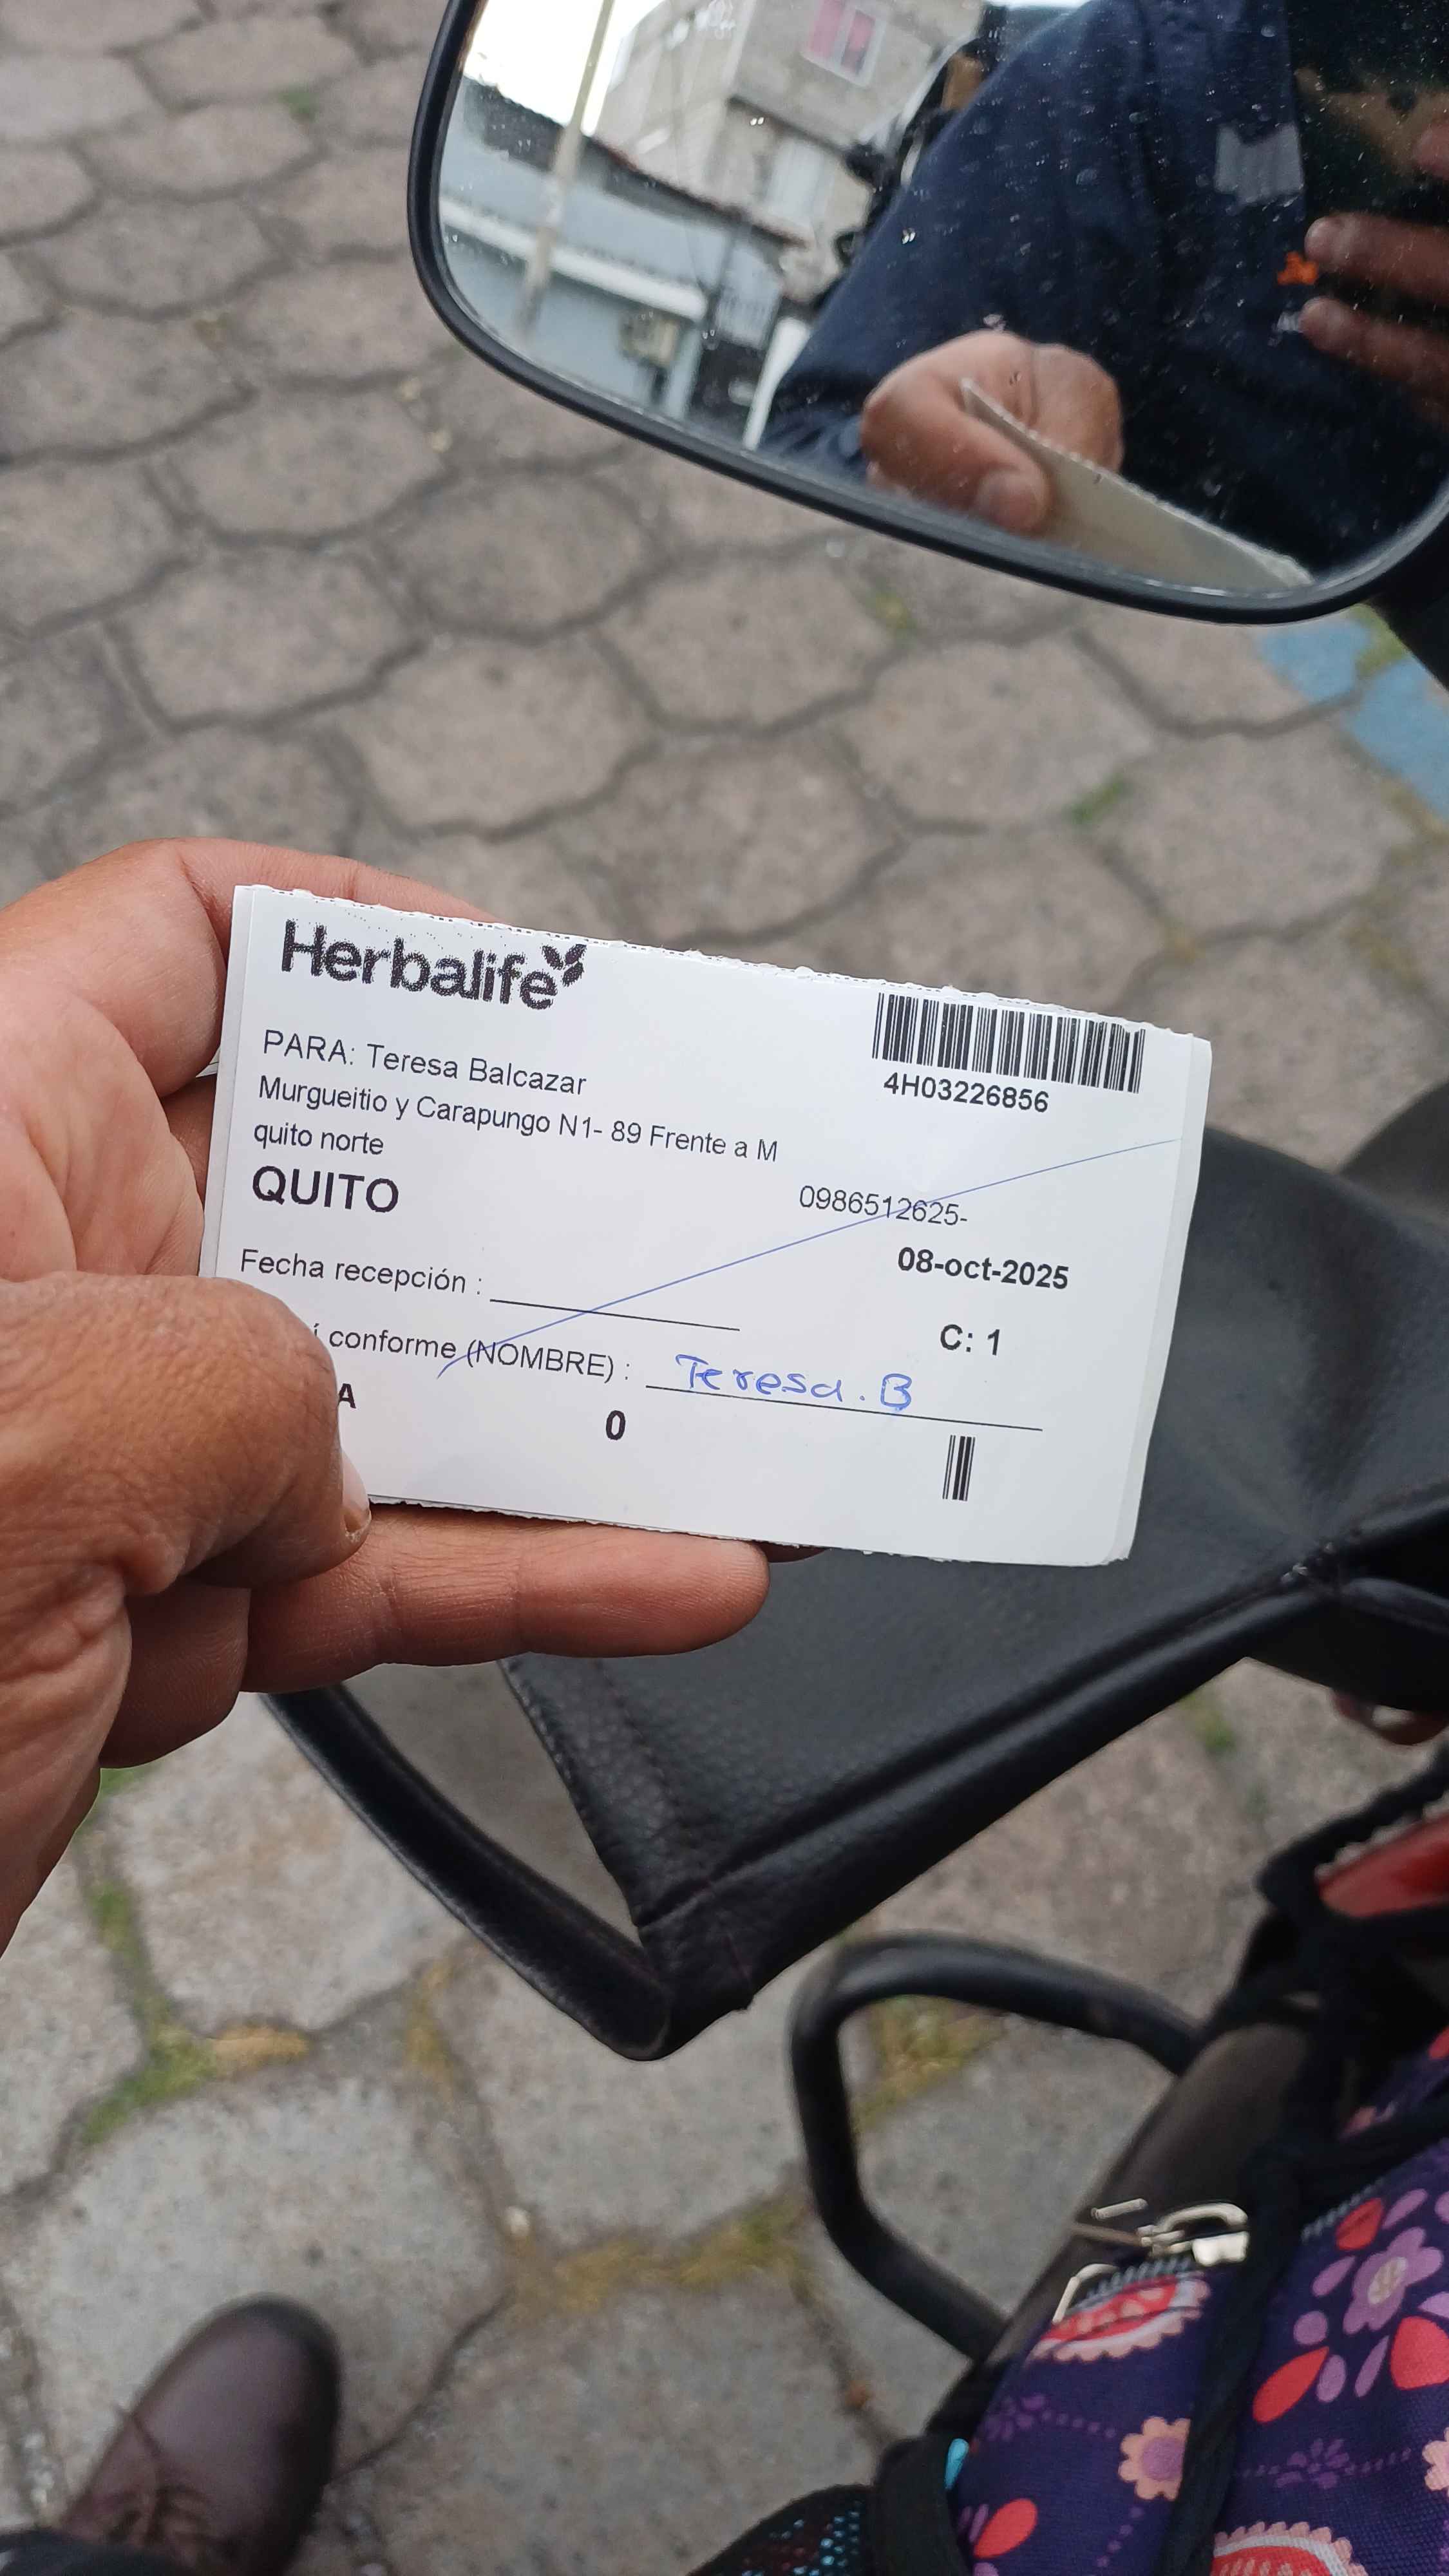 Herbalife
4H03226856
PARA: Teresa Balcazar
Murgueitio y Carapungo N1- 89 Frente a M
quito norte
QUITO
0986512625-
08-oct-2025
Fecha recepción : 
C: 1
í conforme (NOMBRE) : Teresa. B
A
0